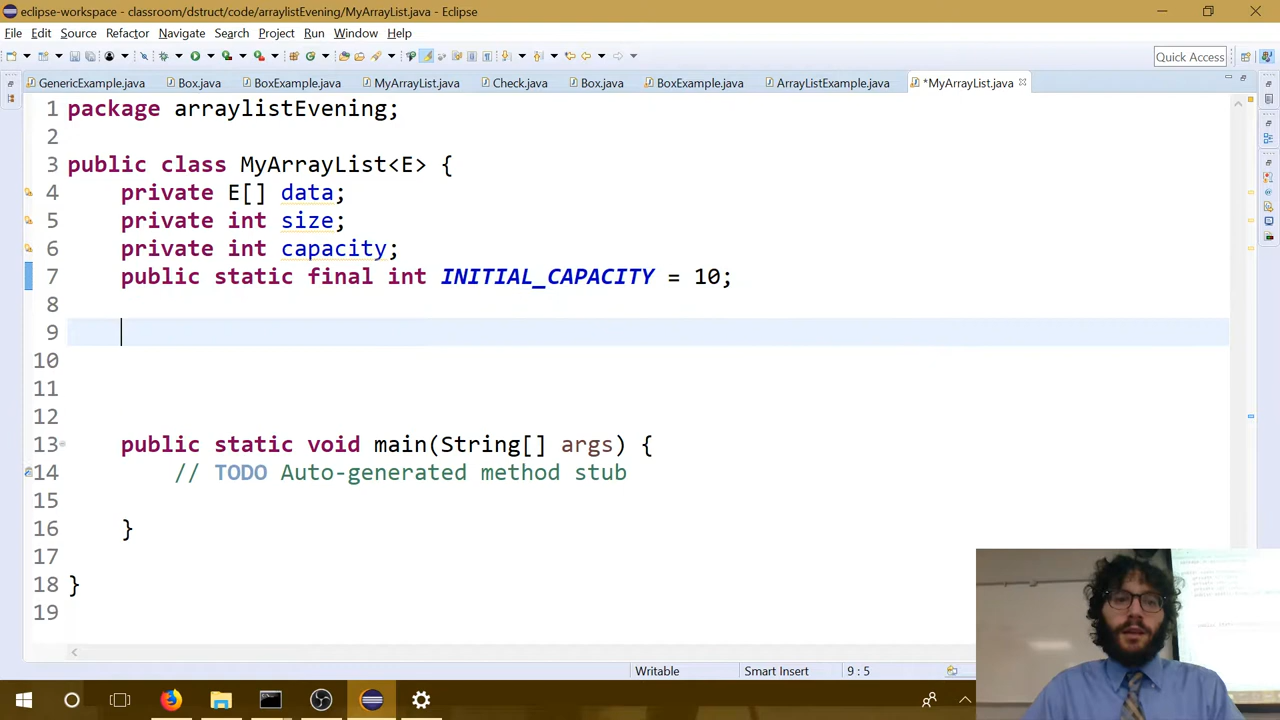 eclipse-workspace - classroom/dstruct/code/arraylistEvening/MyArrayList.java - Eclipse
File Edit Source Refactor Navigate Search Project Run Window Help
Quick Access
GenericExample.java Box.java BoxExample.java MyArrayList.java Check.java Box.java BoxExample.java ArrayListExample.java *MyArrayList.java
1 package arraylistEvening;
2
3 public class MyArrayList<E> {
4 private E[] data;
5 private int size;
6 private int capacity;
7 public static final int INITIAL_CAPACITY = 10;
8
9
10
11
12
13 public static void main(String[] args) {
14 // TODO Auto-generated method stub
15
16 }
17
18 }
19
Writable Smart Insert 9 : 5